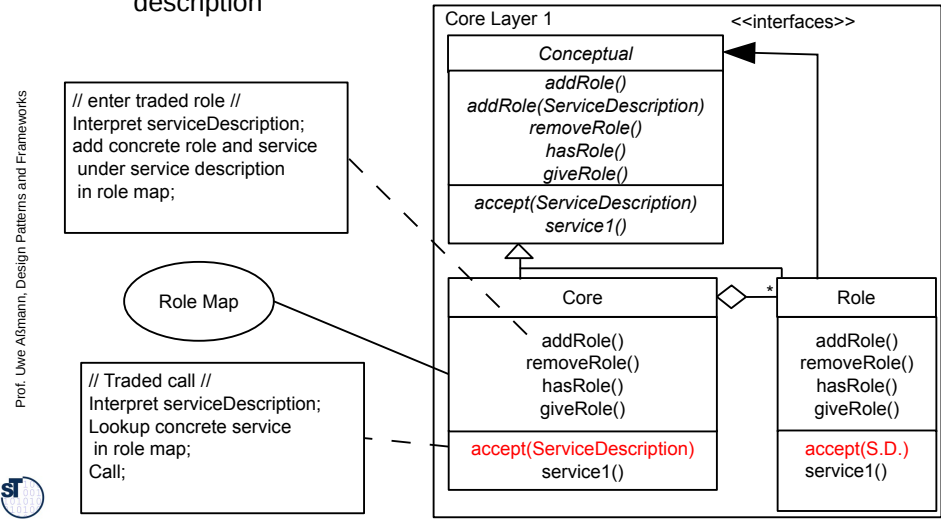 description
Core Layer 1
<<interfaces>>
Conceptual
addRole()
addRole(ServiceDescription)
removeRole()
hasRole()
giveRole()
accept(ServiceDescription)
service1()
// enter traded role //
Interpret serviceDescription;
add concrete role and service
under service description
in role map;
Role Map
// Traded call //
Interpret serviceDescription;
Lookup concrete service
in role map;
Call;
Core
addRole()
removeRole()
hasRole()
giveRole()
accept(ServiceDescription)
service1()
*
Role
addRole()
removeRole()
hasRole()
giveRole()
accept(S.D.)
service1()
Prof. Uwe Aßmann, Design Patterns and Frameworks
ST